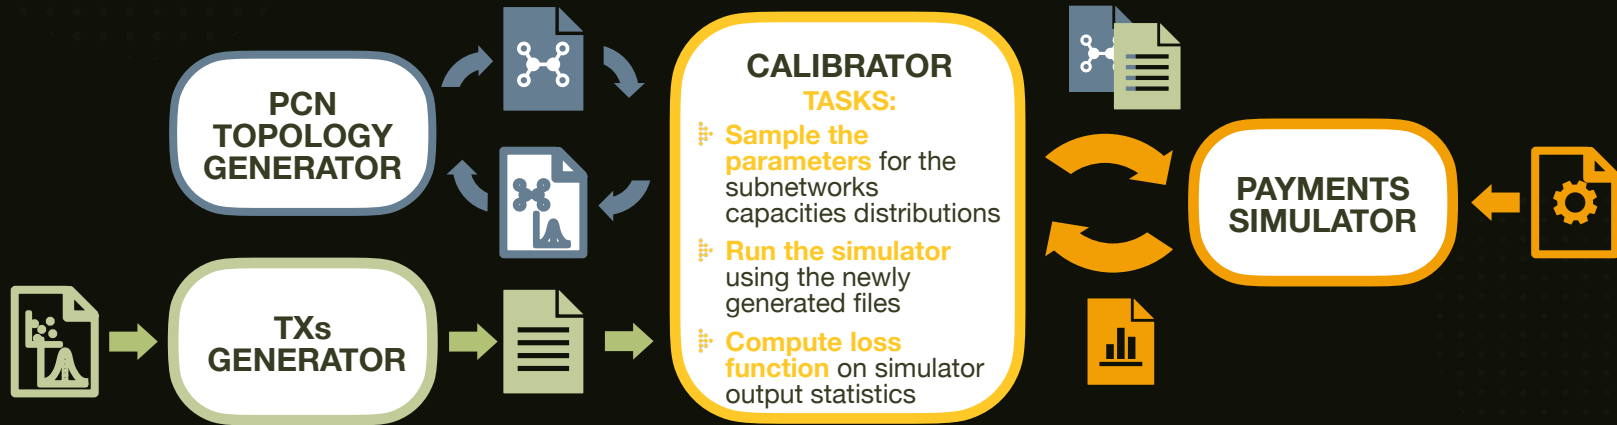 PCN
TOPOLOGY
GENERATOR
TXs
GENERATOR
CALIBRATOR
TASKS:
Sample the
parameters for the
subnetworks
capacities distributions
Run the simulator
using the newly
generated files
Compute loss
function on simulator
output statistics
PAYMENTS
SIMULATOR